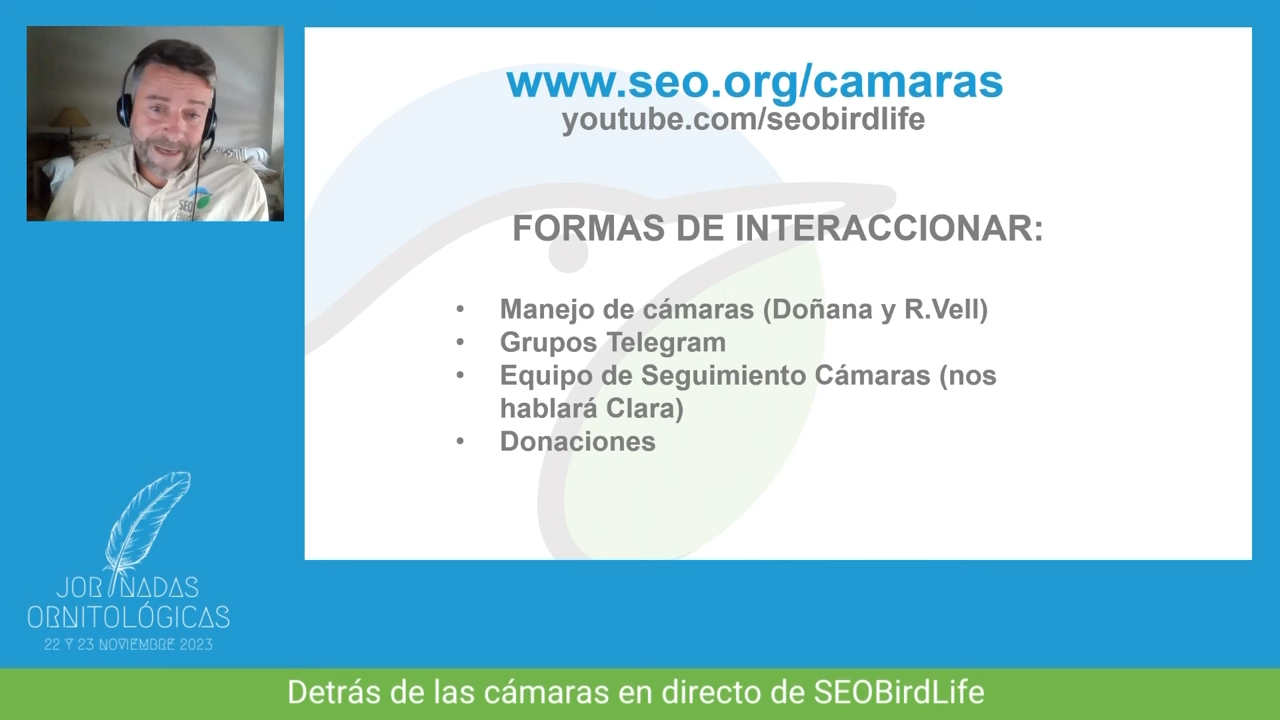 www.seo.org/camaras
youtube.com/seobirdlife
FORMAS DE INTERACCIONAR:
• Manejo de cámaras (Doñana y R.Vell)
• Grupos Telegram
• Equipo de Seguimiento Cámaras (nos
hablará Clara)
• Donaciones
SEO
JORNADAS
ORNITOLÓGICAS
22 Y 23 NOVIEMBRE 2023
Detrás de las cámaras en directo de SEOBirdLife